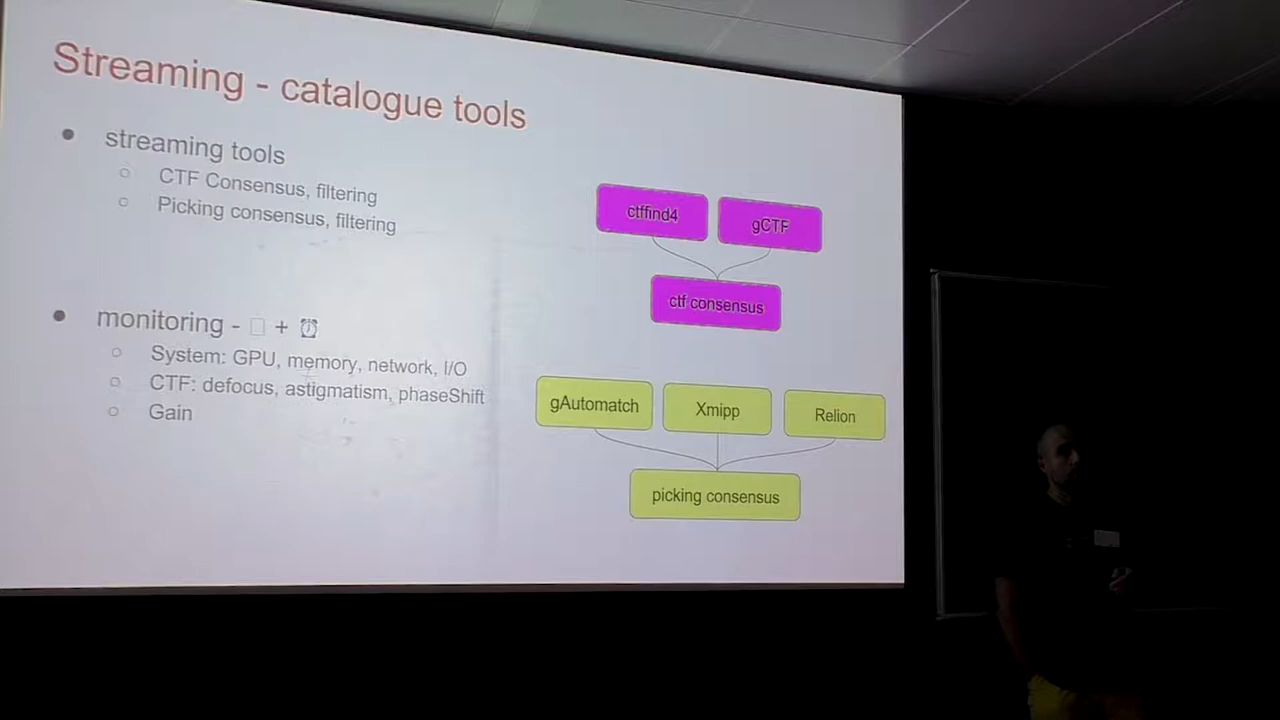 Streaming - catalogue tools
● streaming tools
○ CTF Consensus, filtering
○ Picking consensus, filtering
● monitoring - □ + ⏰
○ System: GPU, memory, network, I/O
○ CTF: defocus, astigmatism, phaseShift
○ Gain
ctffind4
gCTF
ctf consensus
gAutomatch
Xmipp
Relion
picking consensus